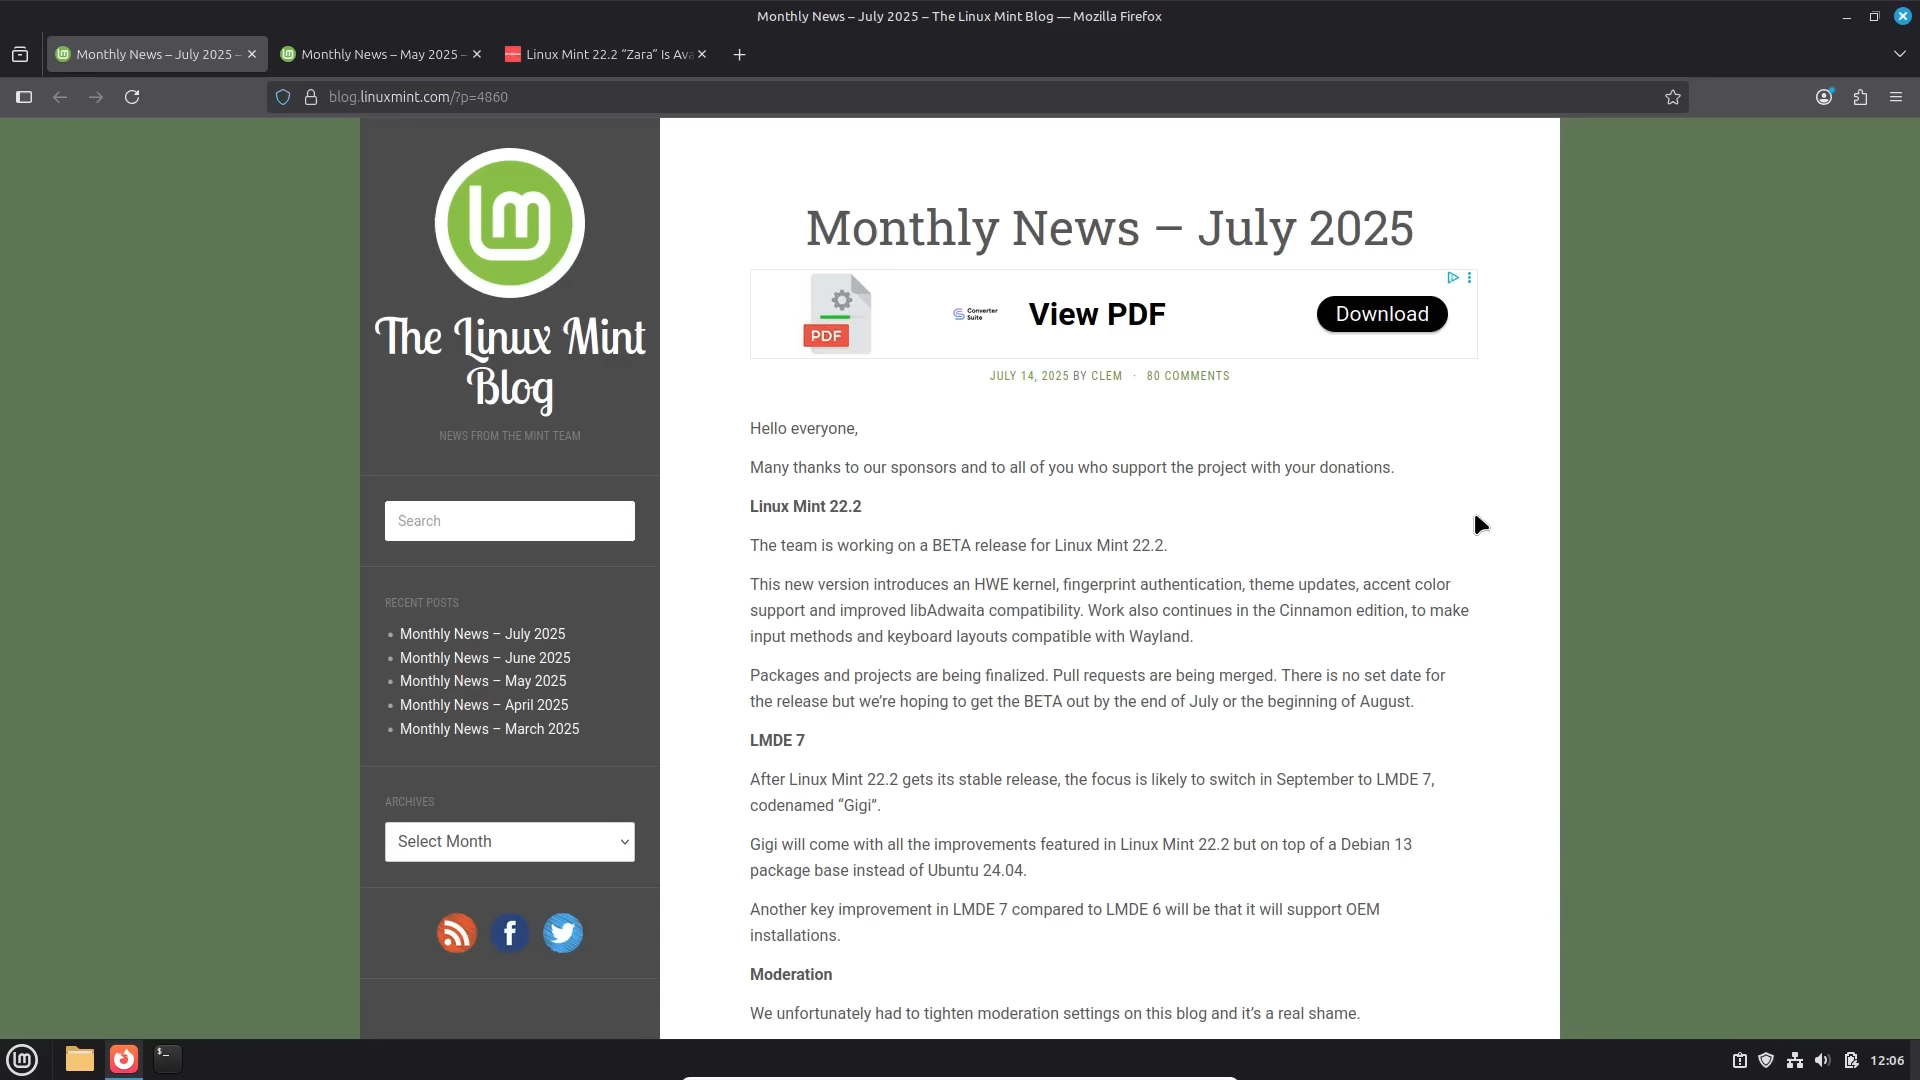 Monthly News – July 2025 – The Linux Mint Blog — Mozilla Firefox
Monthly News – July 2025 –
Monthly News – May 2025 –
Linux Mint 22.2 “Zara” Is Ava
blog.linuxmint.com/?p=4860
lm
The Linux Mint
Blog
NEWS FROM THE MINT TEAM
Search
RECENT POSTS
Monthly News – July 2025
Monthly News – June 2025
Monthly News – May 2025
Monthly News – April 2025
Monthly News – March 2025
ARCHIVES
Select Month
Monthly News – July 2025
PDF
Converter
Suite
View PDF
Download
JULY 14, 2025 BY CLEM · 80 COMMENTS
Hello everyone,
Many thanks to our sponsors and to all of you who support the project with your donations.
Linux Mint 22.2
The team is working on a BETA release for Linux Mint 22.2.
This new version introduces an HWE kernel, fingerprint authentication, theme updates, accent color
support and improved libAdwaita compatibility. Work also continues in the Cinnamon edition, to make
input methods and keyboard layouts compatible with Wayland.
Packages and projects are being finalized. Pull requests are being merged. There is no set date for
the release but we’re hoping to get the BETA out by the end of July or the beginning of August.
LMDE 7
After Linux Mint 22.2 gets its stable release, the focus is likely to switch in September to LMDE 7,
codenamed “Gigi”.
Gigi will come with all the improvements featured in Linux Mint 22.2 but on top of a Debian 13
package base instead of Ubuntu 24.04.
Another key improvement in LMDE 7 compared to LMDE 6 will be that it will support OEM
installations.
Moderation
We unfortunately had to tighten moderation settings on this blog and it’s a real shame.
$_
12:06